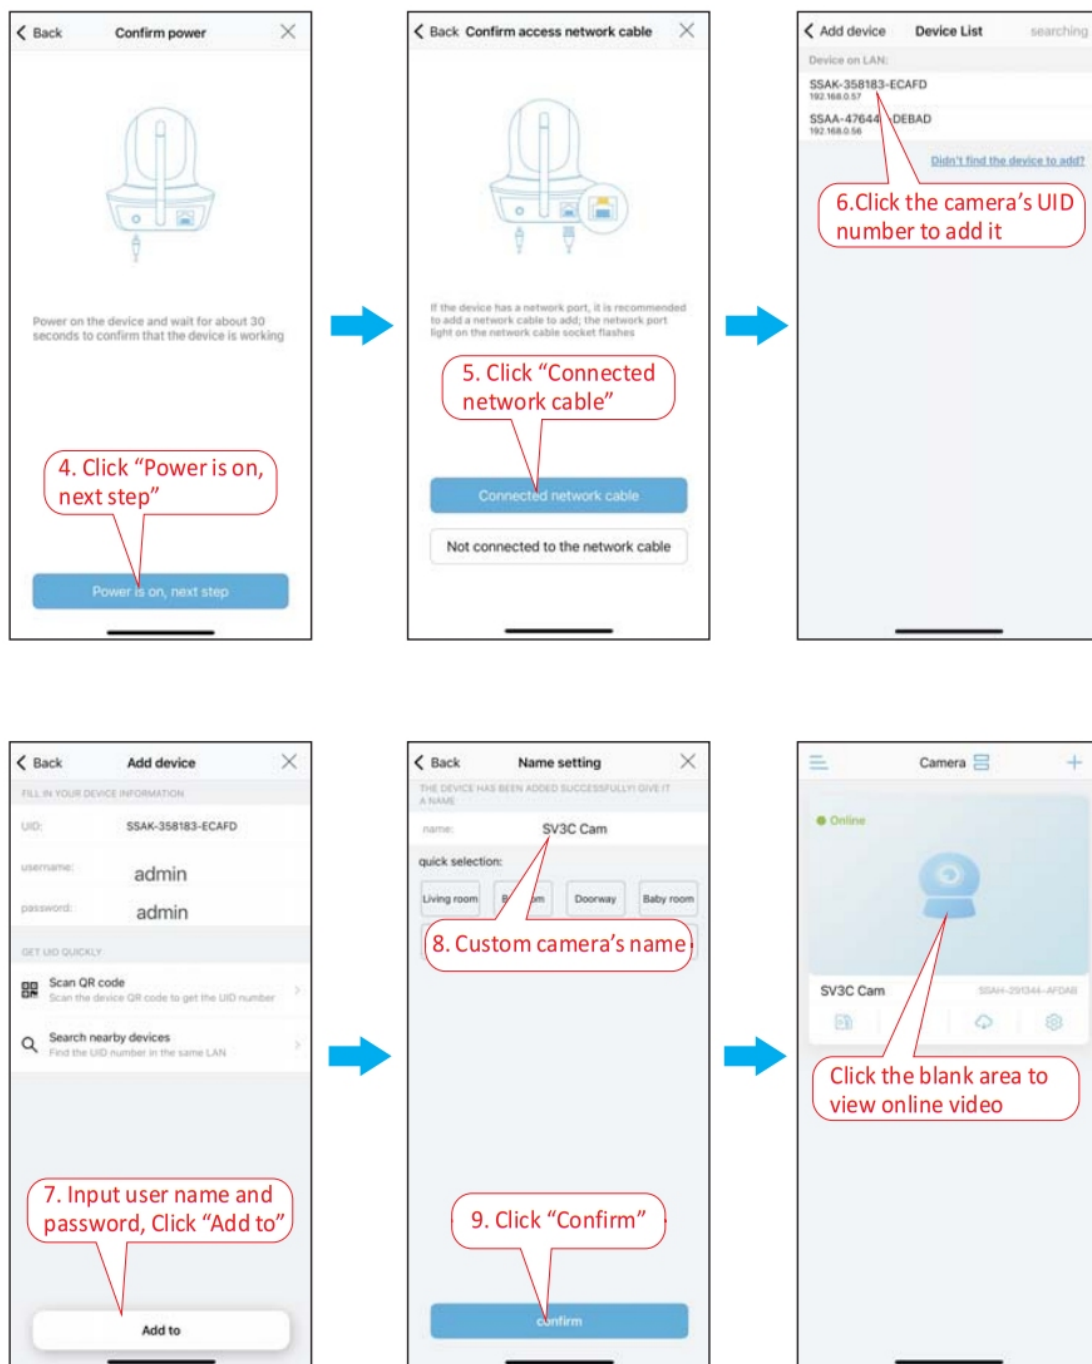 Back Confirm power
Power on the device and wait for about 30
seconds to confirm that the device is working
4. Click “Power is on,
next step”
Power is on, next step
Back Confirm access network cable
If the device has a network port, it is recommended
to add a network cable to add; the network port
light on the network cable socket flashes
5. Click “Connected
network cable”
Connected network cable
Not connected to the network cable
Add device Device List searching
Device on LAN:
SSAK-358183-ECAFD
192.168.0.57
DEBAD
192.168.0.56
Didn't find the device to add?
6.Click the camera’s UID
number to add it
Back Add device
FILL IN YOUR DEVICE INFORMATION
UID: SSAK-358183-ECAFD
username: admin
password: admin
GET UID QUICKLY
Scan QR code
Scan the device QR code to get the UID number
Search nearby devices
Find the UID number in the same LAN
7. Input user name and
password, Click “Add to”
Add to
Back Name setting
THE DEVICE HAS BEEN ADDED SUCCESSFULLY! GIVE IT
A NAME
name: SV3C Cam
quick selection:
Living room Doorway Baby room
8. Custom camera’s name
9. Click “Confirm”
confirm
Camera
Online
SV3C Cam SSAH-291344-AFDAB
Click the blank area to
view online video